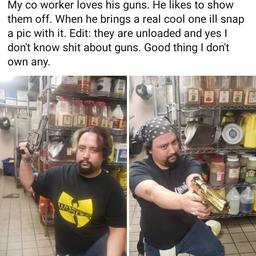 My co worker loves his guns. He likes to show
them off. When he brings a real cool one ill snap
a pic with it. Edit: they are unloaded and yes I
don't know shit about guns. Good thing I don't
own any.